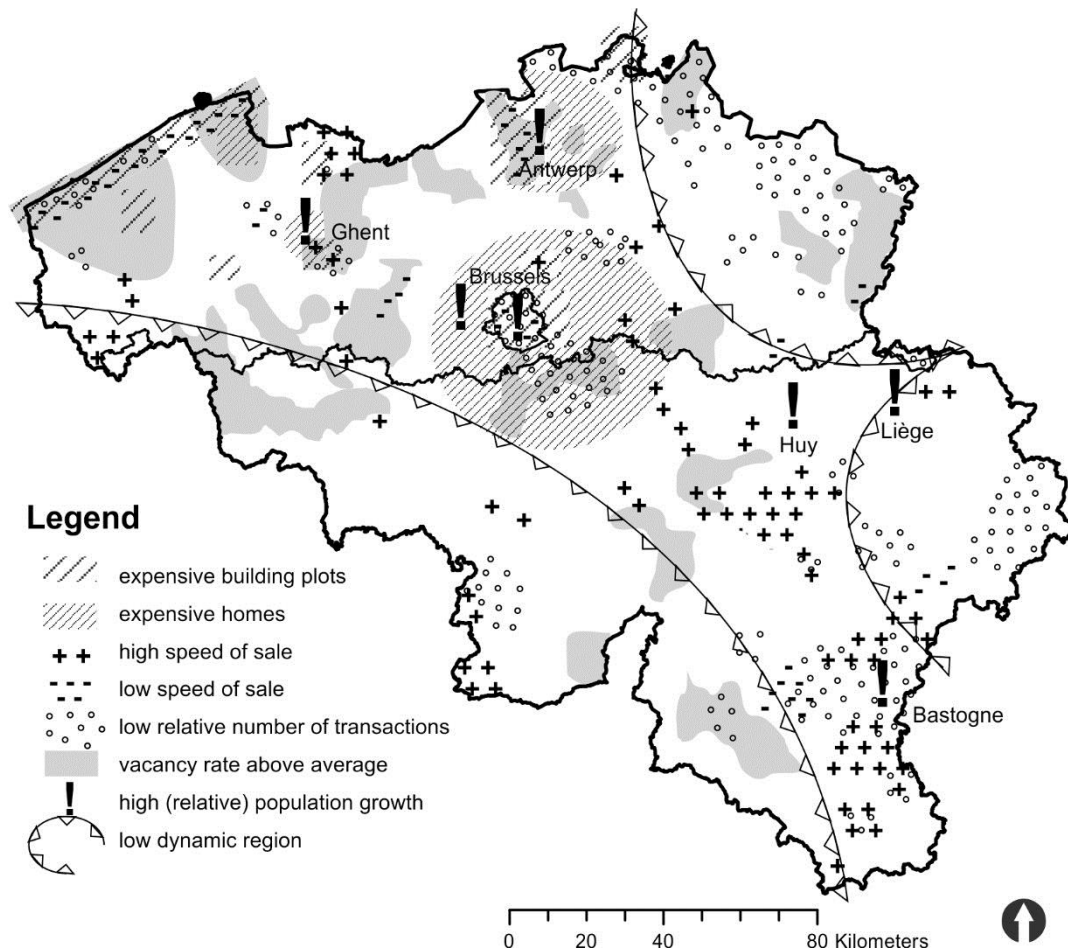 Antwerp
Ghent
Brussels
Huy
Liège
Bastogne
Legend
expensive building plots
expensive homes
high speed of sale
low speed of sale
low relative number of transactions
vacancy rate above average
high (relative) population growth
low dynamic region
0 20 40 80 Kilometers